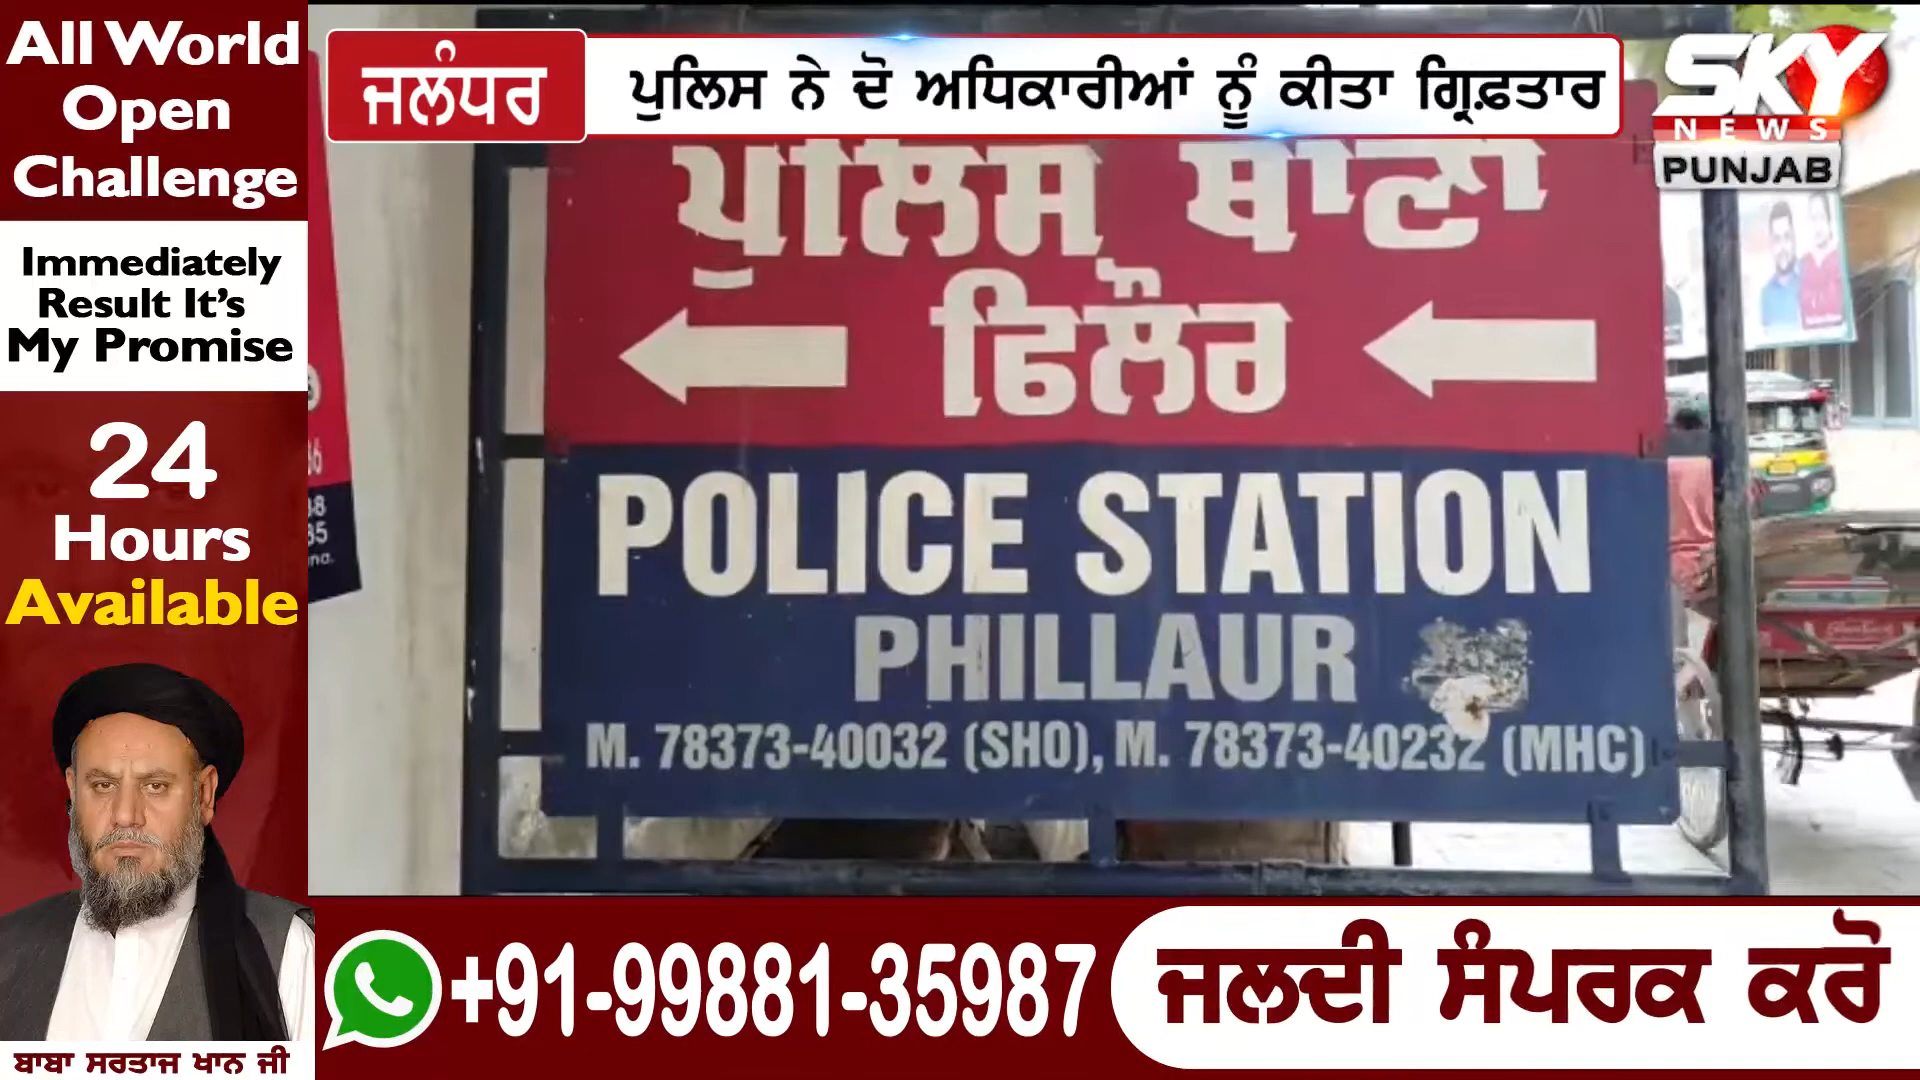 All World
Open
Challenge
Immediately
Result It's
My Promise
24
Hours
Available
ਬਾਬਾ ਸਰਤਾਜ ਖਾਨ ਜੀ
ਜਲੰਧਰ
ਪੁਲਿਸ ਨੇ ਦੋ ਅਧਿਕਾਰੀਆਂ ਨੂੰ ਕੀਤਾ ਗ੍ਰਿਫ਼ਤਾਰ
SKY
NEWS
PUNJAB
ਪੁਲਿਸ ਥਾਣਾ
ਫਿਲੌਰ
POLICE STATION
PHILLAUR
M. 78373-40032 (SHO), M. 78373-40232 (MHC)
+91-99881-35987
ਜਲਦੀ ਸੰਪਰਕ ਕਰੋ